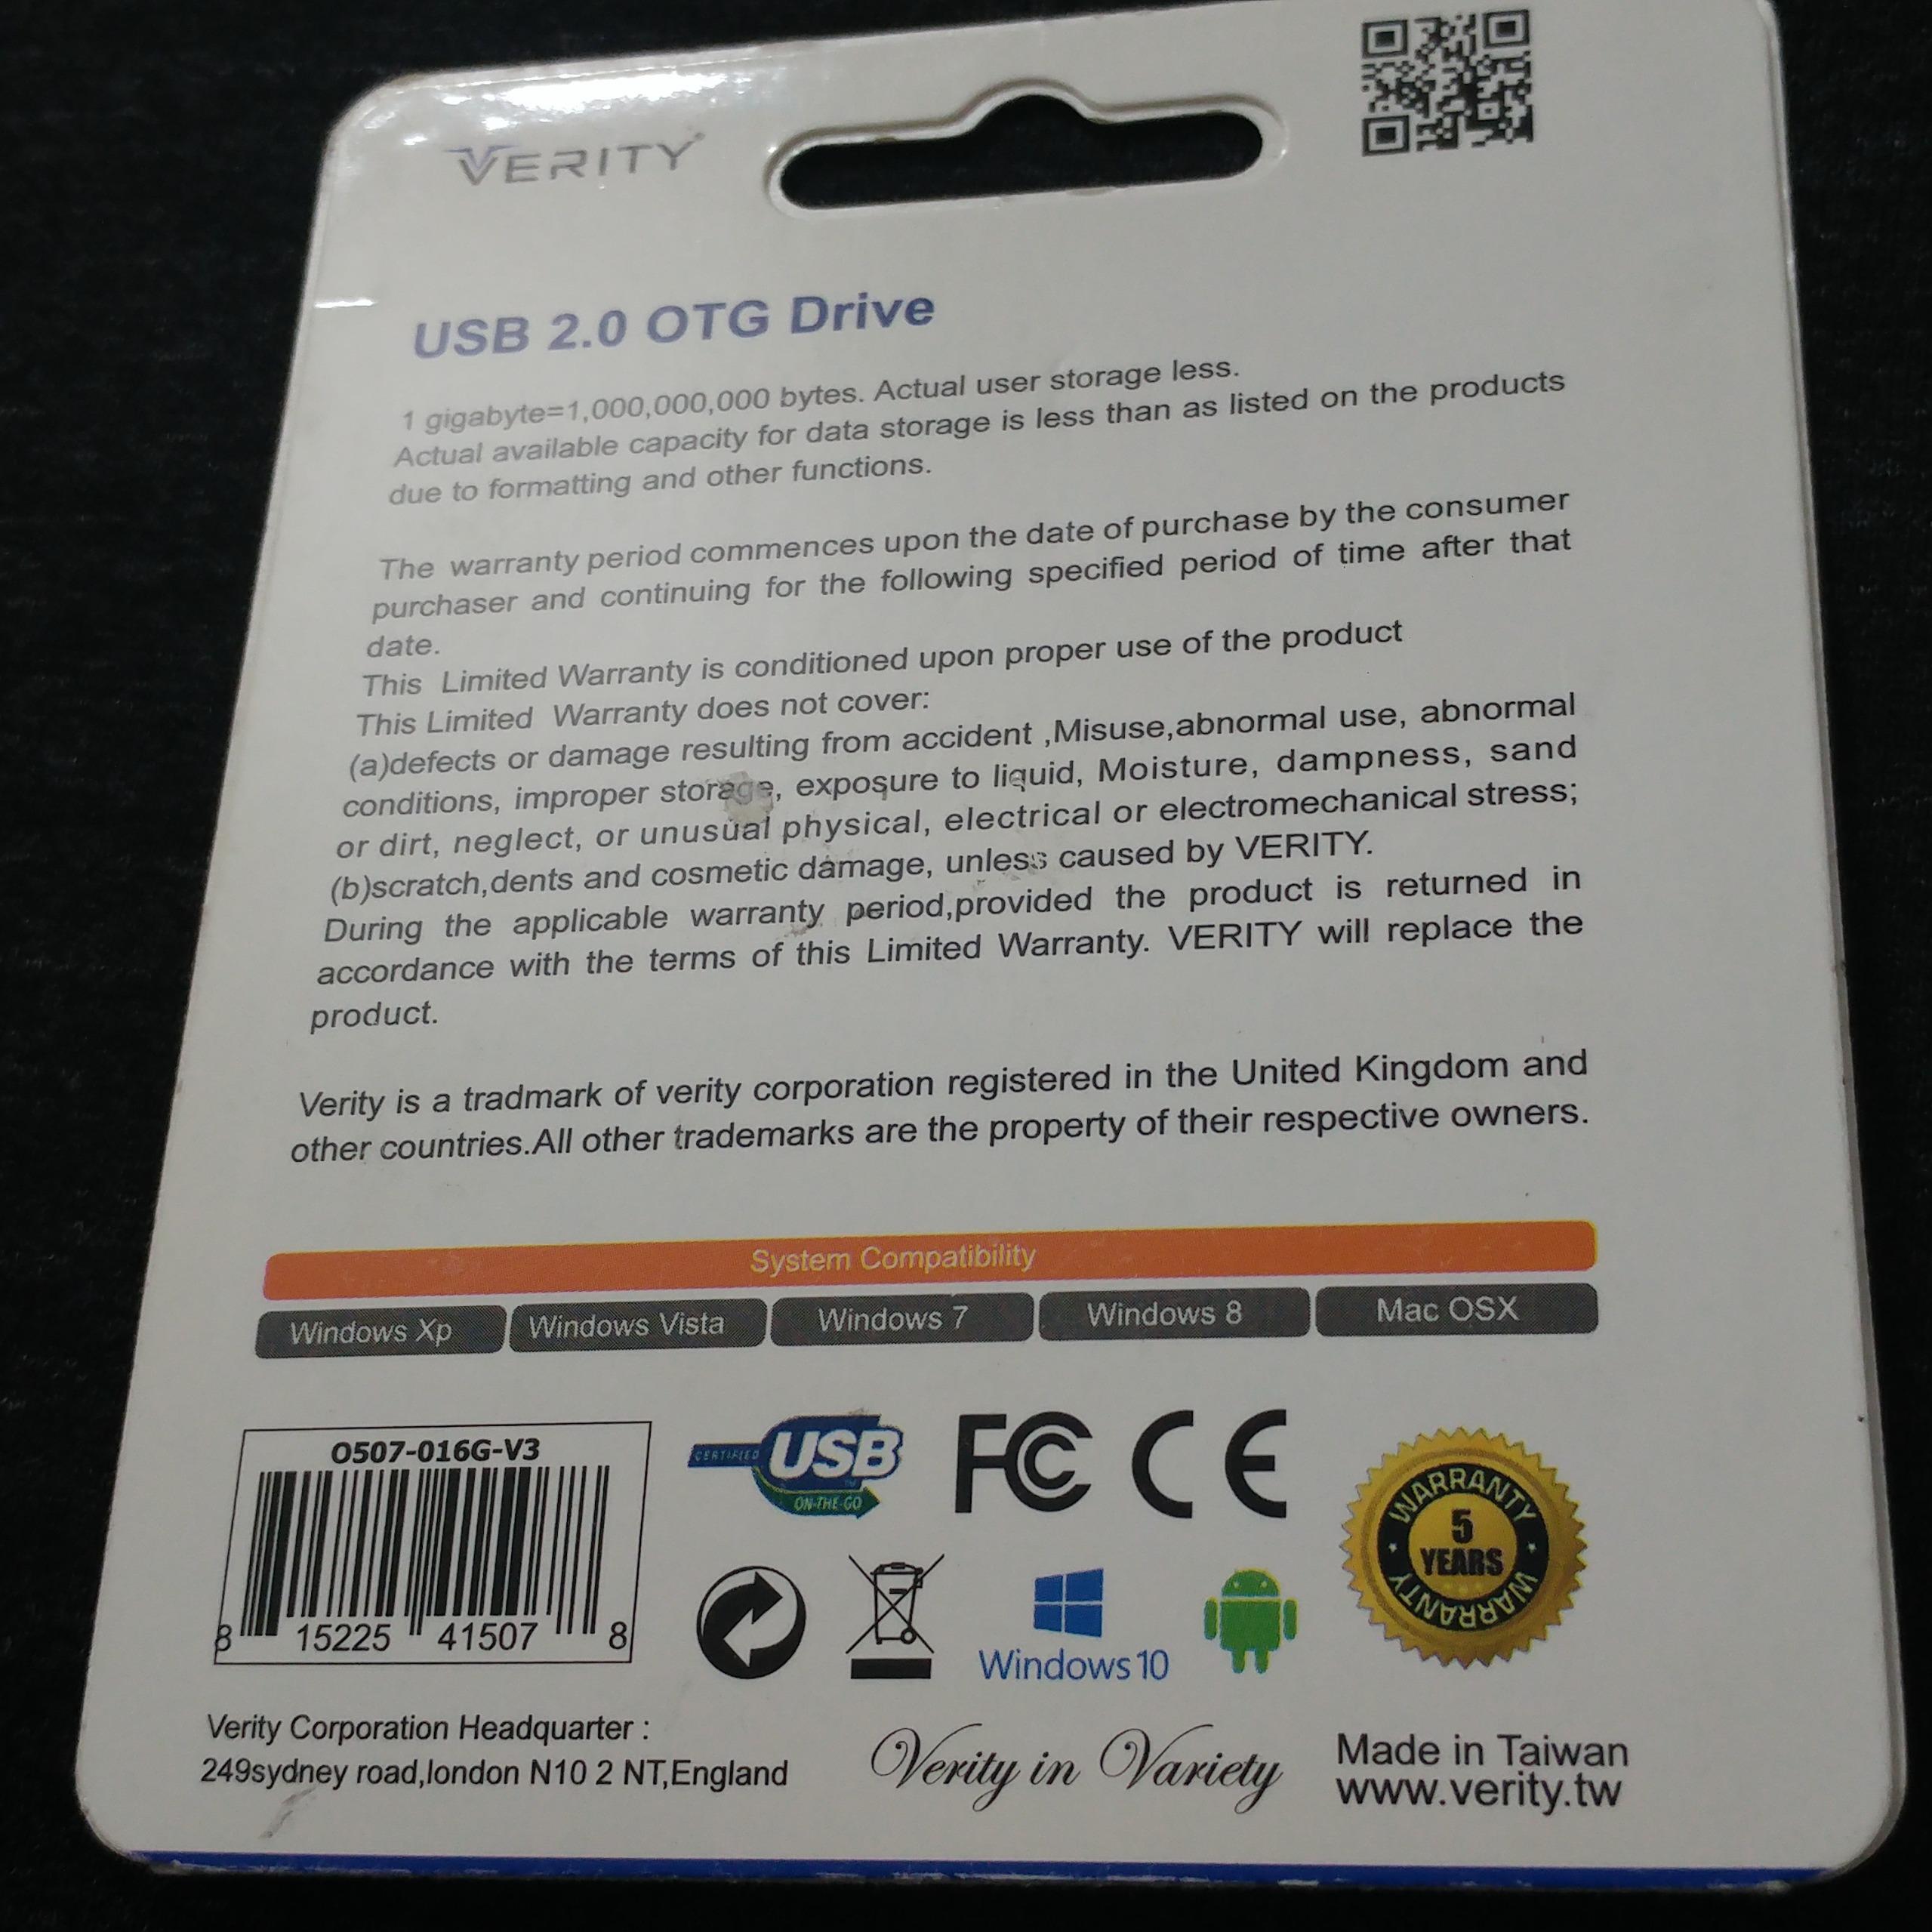 VERITY
USB 2.0 OTG Drive
1 gigabyte=1,000,000,000 bytes. Actual user storage less.
Actual available capacity for data storage is less than as listed on the products
due to formatting and other functions.
The warranty period commences upon the date of purchase by the consumer
purchaser and continuing for the following specified period of time after that
date.
This Limited Warranty is conditioned upon proper use of the product
This Limited Warranty does not cover:
(a)defects or damage resulting from accident ,Misuse,abnormal use, abnormal
conditions, improper storage, exposure to liquid, Moisture, dampness, sand
or dirt, neglect, or unusual physical, electrical or electromechanical stress;
(b)scratch,dents and cosmetic damage, unless caused by VERITY.
During the applicable warranty period,provided the product is returned in
accordance with the terms of this Limited Warranty. VERITY will replace the
product.
Verity is a tradmark of verity corporation registered in the United Kingdom and
other countries.All other trademarks are the property of their respective owners.
System Compatibility
Windows Xp Windows Vista Windows 7 Windows 8 Mac OSX
O507-016G-V3
8 15225 41507 8
CERTIFIED USB
ON-THE-GO
FC CE
WARRANTY
5
YEARS
WARRANTY
Windows 10
Verity Corporation Headquarter :
249sydney road,london N10 2 NT,England
Verity in Variety
Made in Taiwan
www.verity.tw